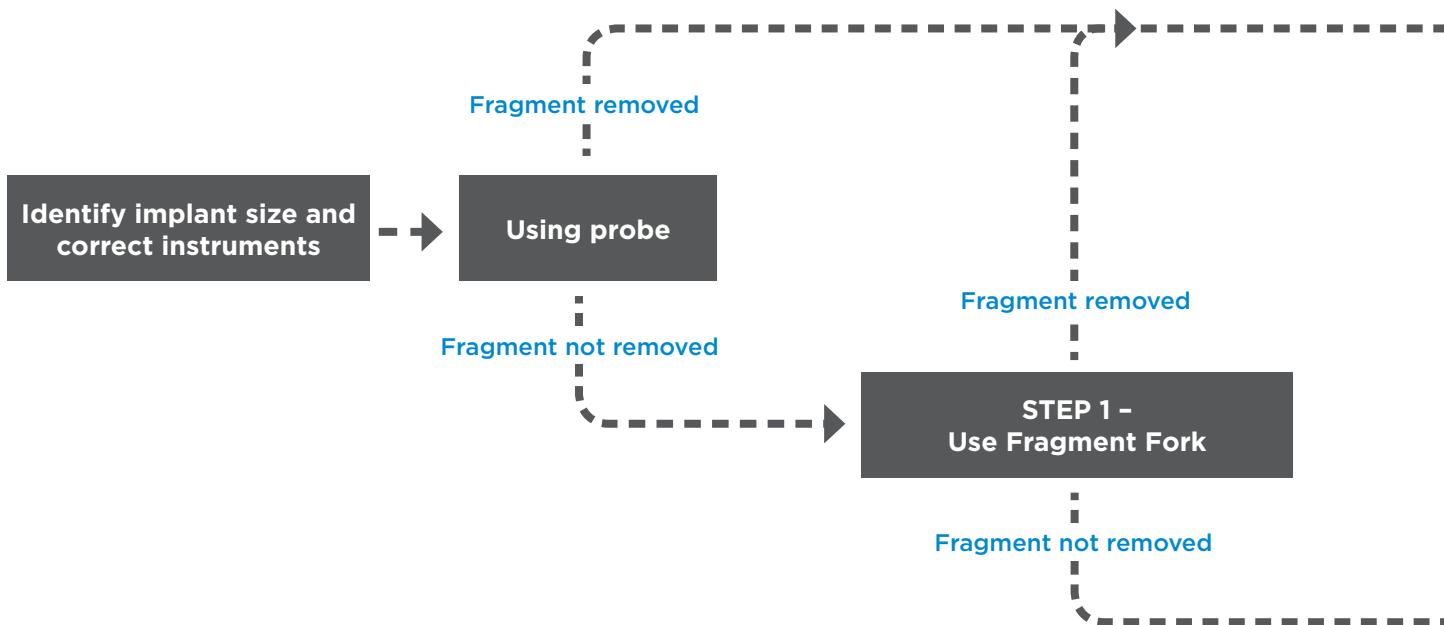 Fragment removed
Identify implant size and
correct instruments
Using probe
Fragment removed
Fragment not removed
STEP 1 –
Use Fragment Fork
Fragment not removed